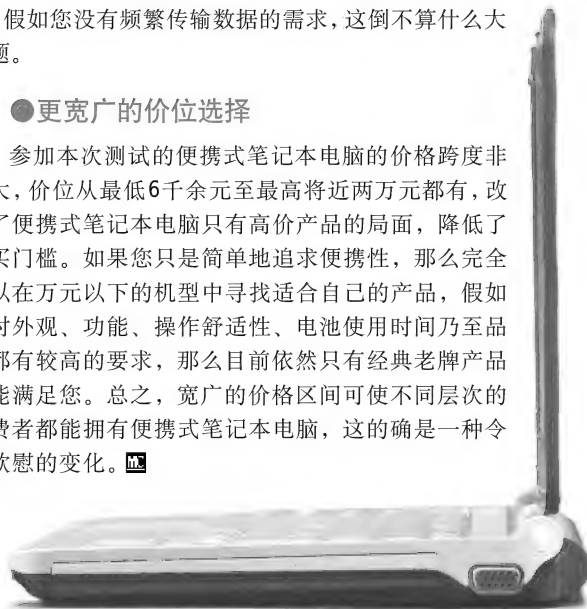 假如您没有频繁传输数据的需求，这倒不算什么大
题。
●更宽广的价位选择
参加本次测试的便携式笔记本电脑的价格跨度非
大，价位从最低6千余元至最高将近两万元都有，改
了便携式笔记本电脑只有高价产品的局面，降低了
买门槛。如果您只是简单地追求便携性，那么完全
以在万元以下的机型中寻找适合自己的产品，假如
对外观、功能、操作舒适性、电池使用时间乃至品
都有较高的要求，那么目前依然只有经典老牌产品
能满足您。总之，宽广的价格区间可使不同层次的
费者都能拥有便携式笔记本电脑，这的确是一种令
欣慰的变化。mc